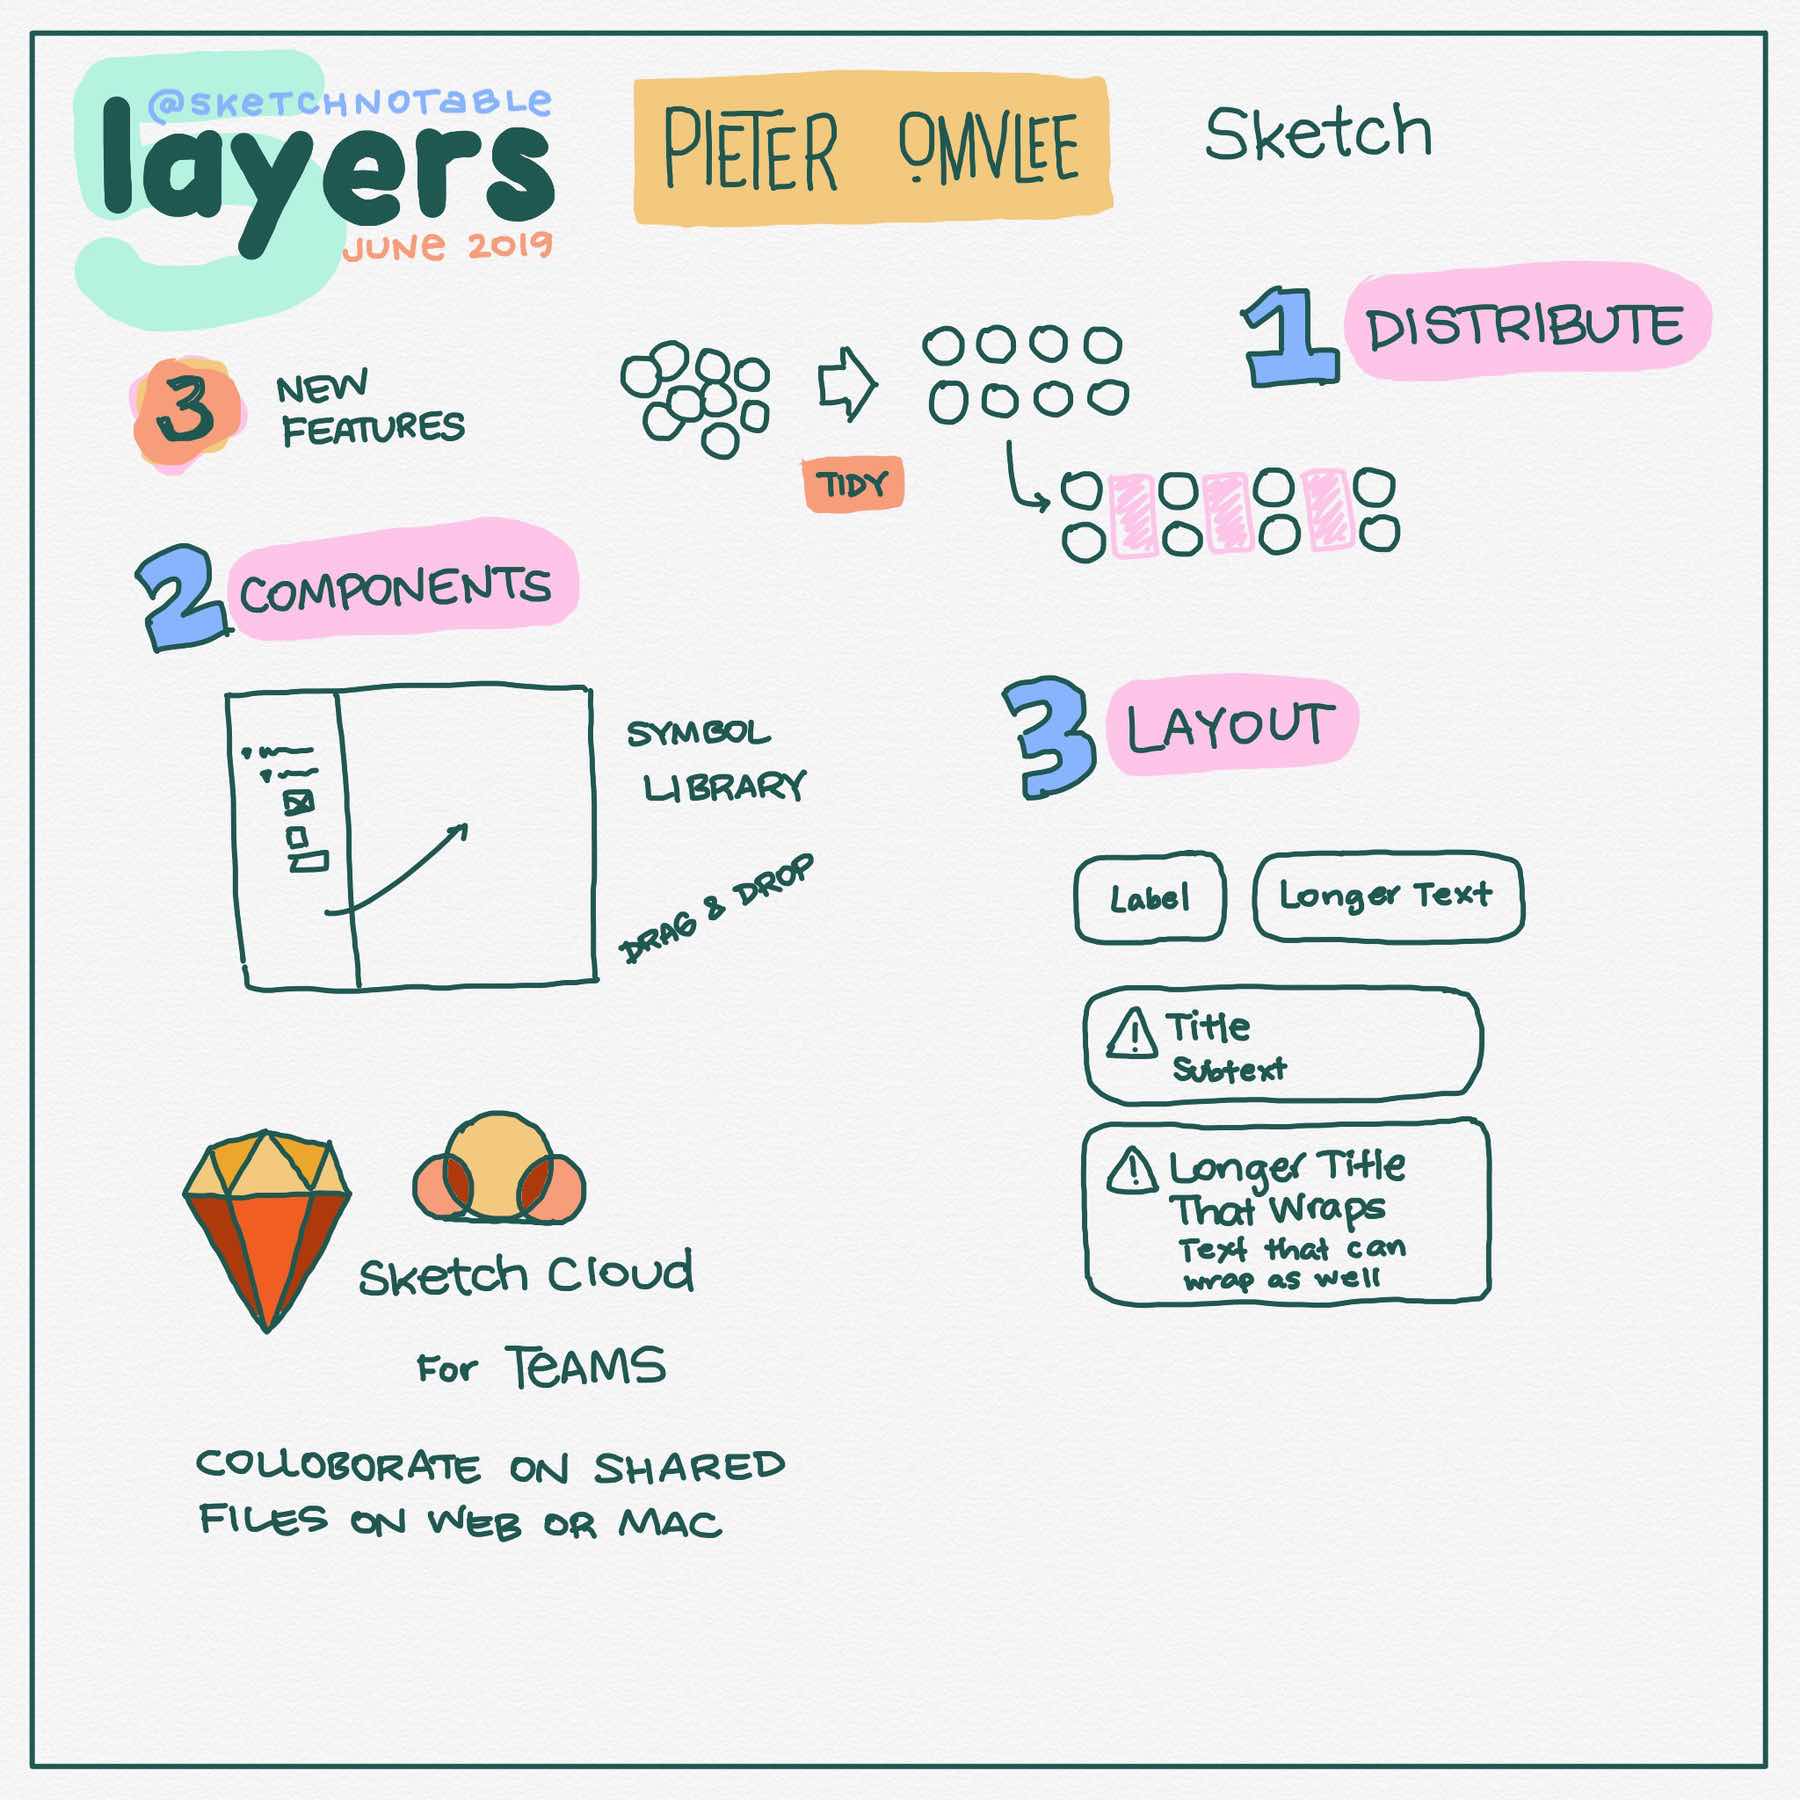 @SKETCHNOTABLE
layers
JUNE 2019
5
PIETER OMVLEE
Sketch
3 NEW
FEATURES
TIDY
1 DISTRIBUTE
2 COMPONENTS
SYMBOL
LIBRARY
DRAG & DROP
3 LAYOUT
Label
Longer Text
! Title
Subtext
! Longer Title
That Wraps
Text that can
wrap as well
Sketch Cloud
For TEAMS
COLLOBORATE ON SHARED
FILES ON WEB OR MAC